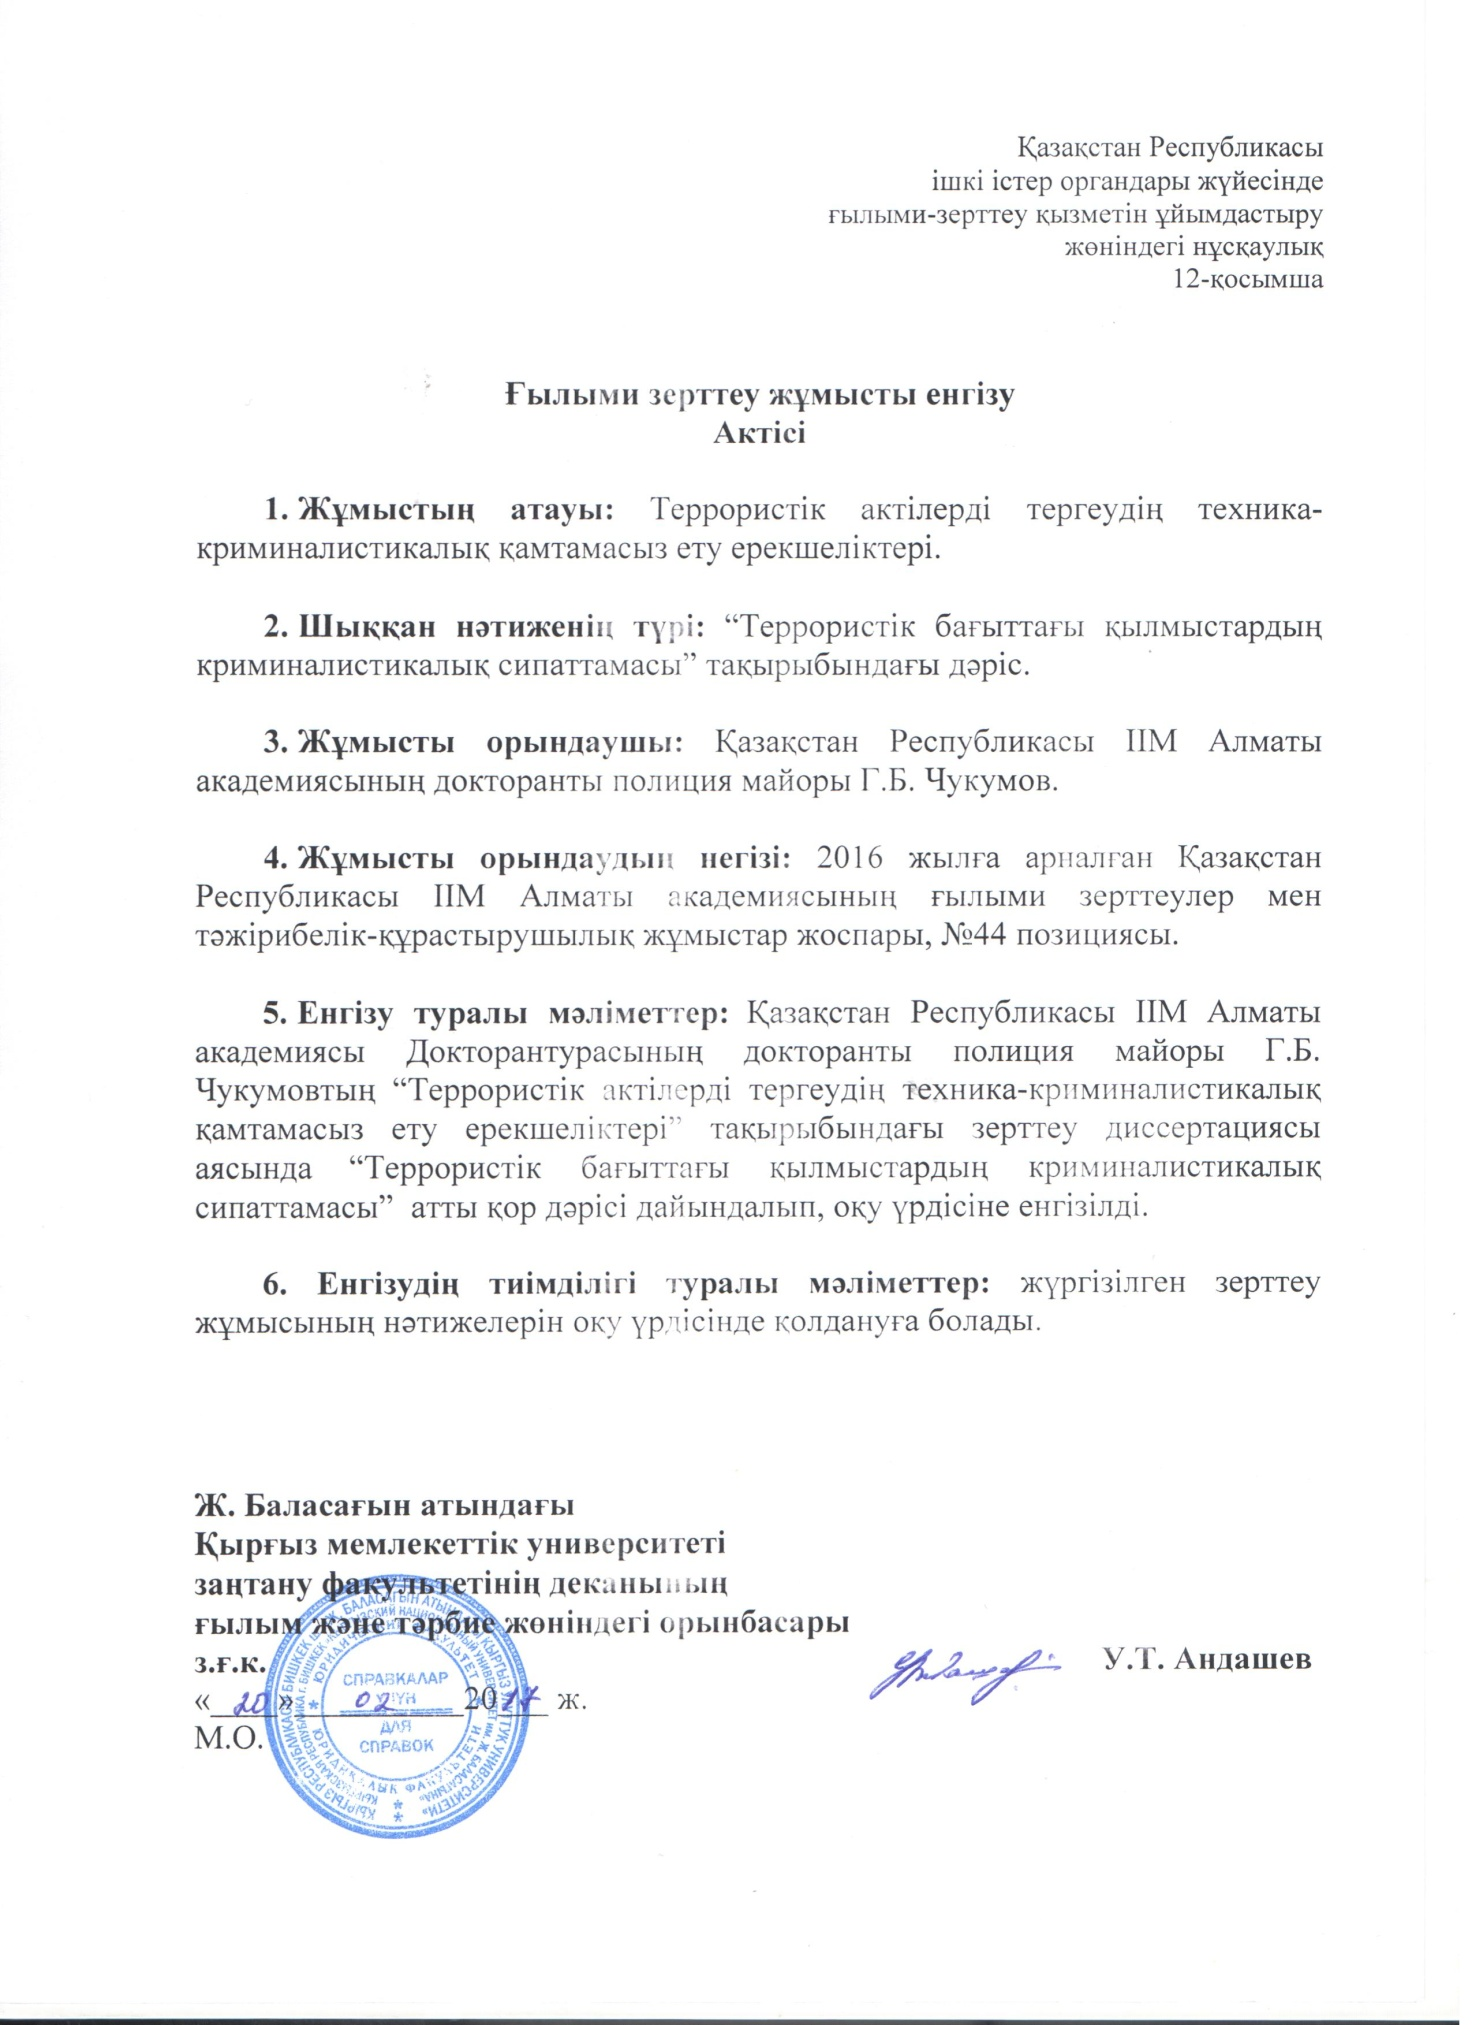 Қазақстан Республикасы
ішкі істер органдары жүйесінде
ғылыми-зерттеу қызметін ұйымдастыру
жөніндегі нұсқаулық
12-қосымша
Ғылыми зерттеу жұмысты енгізу
Актісі
1. Жұмыстың атауы: Террористік актілерді тергеудің техника-
криминалистикалық қамтамасыз ету ерекшеліктері.
2. Шыққан нәтиженің түрі: “Террористік бағыттағы қылмыстардың
криминалистикалық сипаттамасы” тақырыбындағы дәріс.
3. Жұмысты орындаушы: Қазақстан Республикасы ІІМ Алматы
академиясының докторанты полиция майоры Г.Б. Чукумов.
4. Жұмысты орындаудың негізі: 2016 жылға арналған Қазақстан
Республикасы ІІМ Алматы академиясының ғылыми зерттеулер мен
тәжірибелік-құрастырушылық жұмыстар жоспары, №44 позициясы.
5. Енгізу туралы мәліметтер: Қазақстан Республикасы ІІМ Алматы
академиясы Докторантурасының докторанты полиция майоры Г.Б.
Чукумовтың “Террористік актілерді тергеудің техника-криминалистикалық
қамтамасыз ету ерекшеліктері” тақырыбындағы зерттеу диссертациясы
аясында “Террористік бағыттағы қылмыстардың криминалистикалық
сипаттамасы” атты қор дәрісі дайындалып, оқу үрдісіне енгізілді.
6. Енгізудің тиімділігі туралы мәліметтер: жүргізілген зерттеу
жұмысының нәтижелерін оқу үрдісінде қолдануға болады.
Ж. Баласағын атындағы
Қырғыз мемлекеттік университеті
заңтану факультетінің деканының
ғылым және тәрбие жөніндегі орынбасары
з.ғ.к. У.Т. Андашев
«20» 02 2017 ж.
М.О.
СПРАВКАЛАР
ҮЧҮН
ДЛЯ
СПРАВОК
ЮРИДИЧЕСКИЙ ФАКУЛЬТЕТ
ЮРИДИКАЛЫК ФАКУЛЬТЕТИ